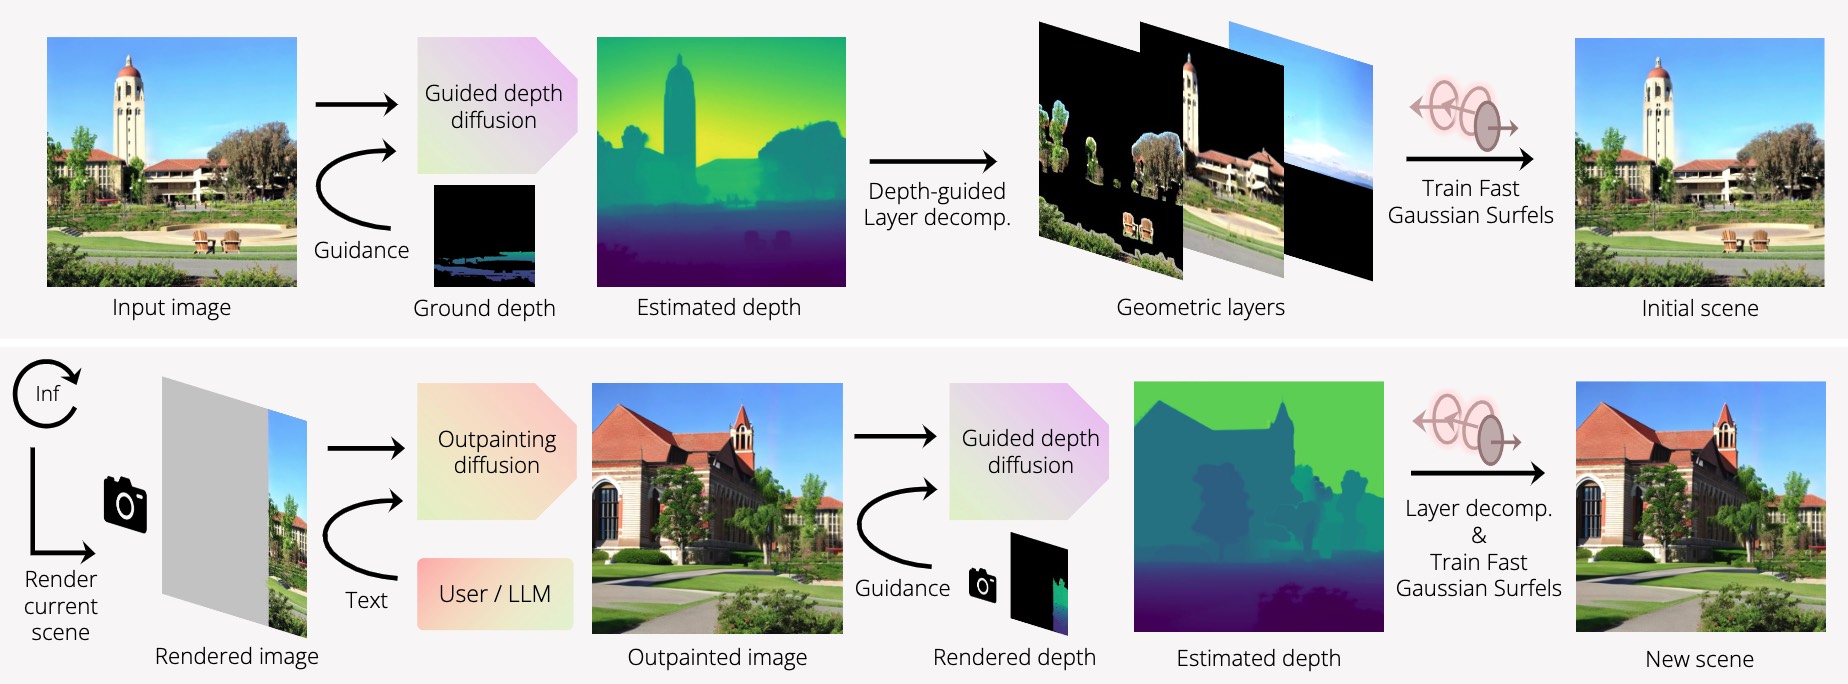 Guided depth
diffusion
Guidance
Input image
Ground depth
Estimated depth
Depth-guided
Layer decomp.
Geometric layers
Train Fast
Gaussian Surfels
Initial scene
Inf
Render
current
scene
Rendered image
Outpainting
diffusion
Text
User / LLM
Outpainted image
Guided depth
diffusion
Guidance
Rendered depth
Estimated depth
Layer decomp.
&
Train Fast
Gaussian Surfels
New scene